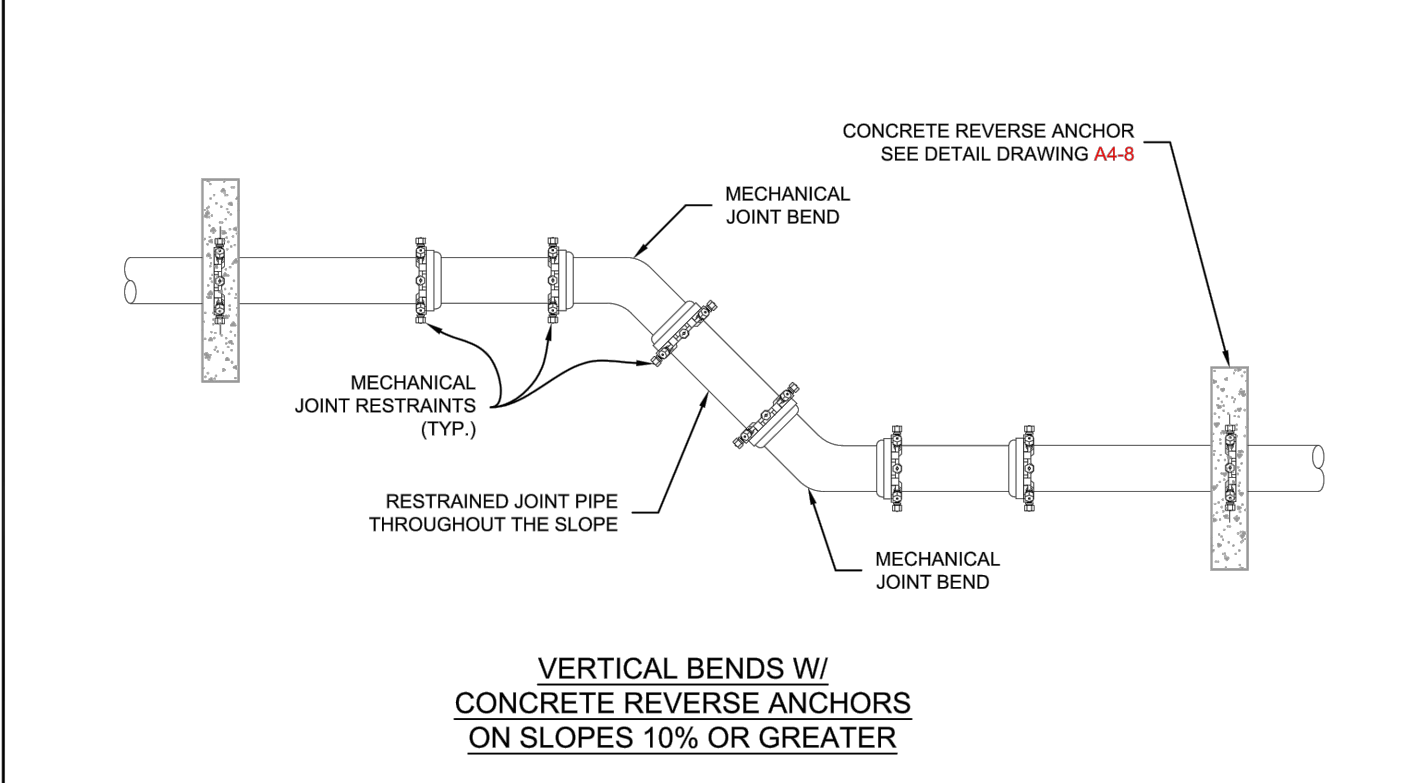 CONCRETE REVERSE ANCHOR
SEE DETAIL DRAWING A4-8
MECHANICAL
JOINT BEND
MECHANICAL
JOINT RESTRAINTS
(TYP.)
RESTRAINED JOINT PIPE
THROUGHOUT THE SLOPE
MECHANICAL
JOINT BEND
VERTICAL BENDS W/
CONCRETE REVERSE ANCHORS
ON SLOPES 10% OR GREATER